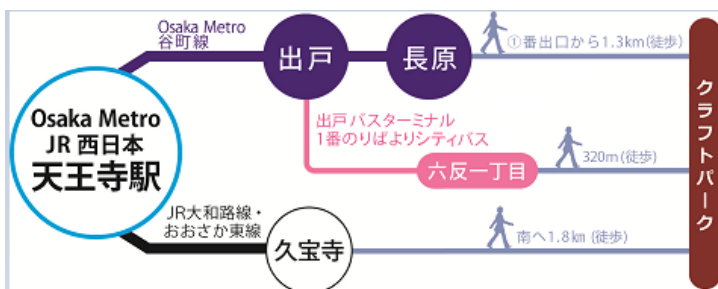 Osaka Metro
谷町線
出戸
長原
①番出口から1.3km(徒歩)
Osaka Metro
JR 西日本
天王寺駅
出戸バスターミナル
1番のりばよりシティバス
六反一丁目
320m(徒歩)
JR大和路線・
おおさか東線
久宝寺
南へ1.8km (徒歩)
クラフトパーク